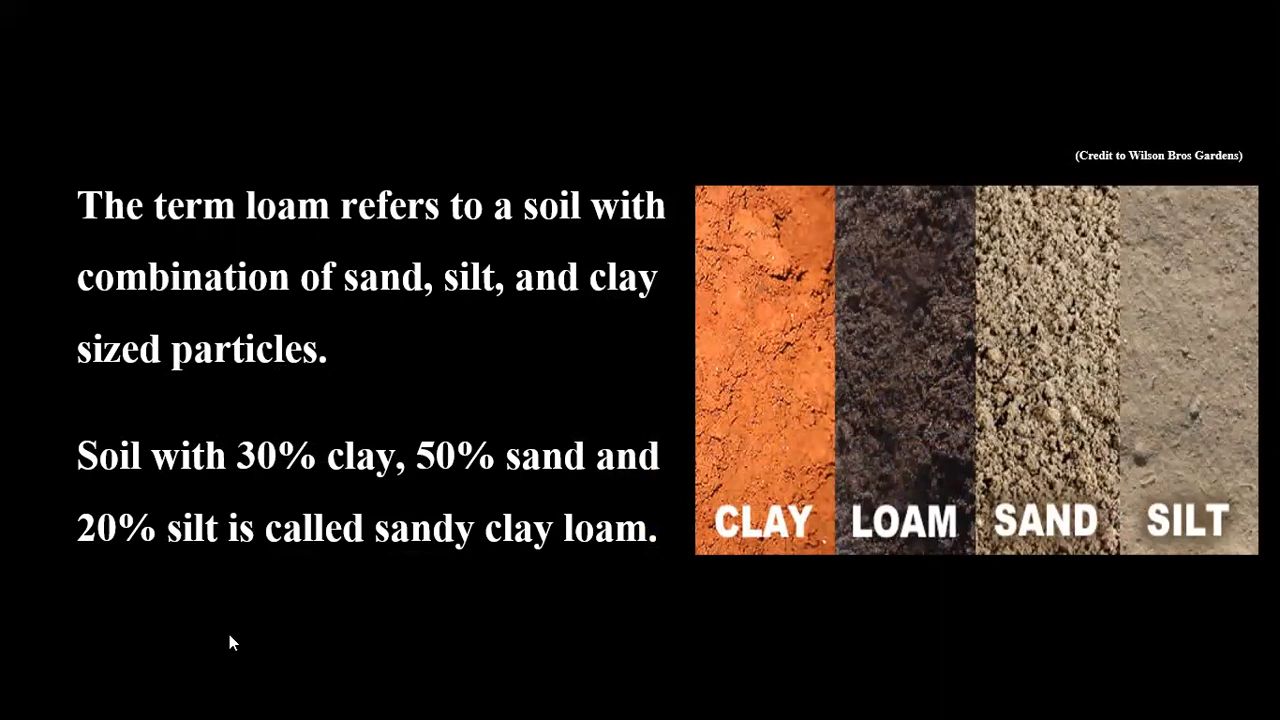 (Credit to Wilson Bros Gardens)
The term loam refers to a soil with
combination of sand, silt, and clay
sized particles.
Soil with 30% clay, 50% sand and
20% silt is called sandy clay loam.
CLAY LOAM SAND SILT